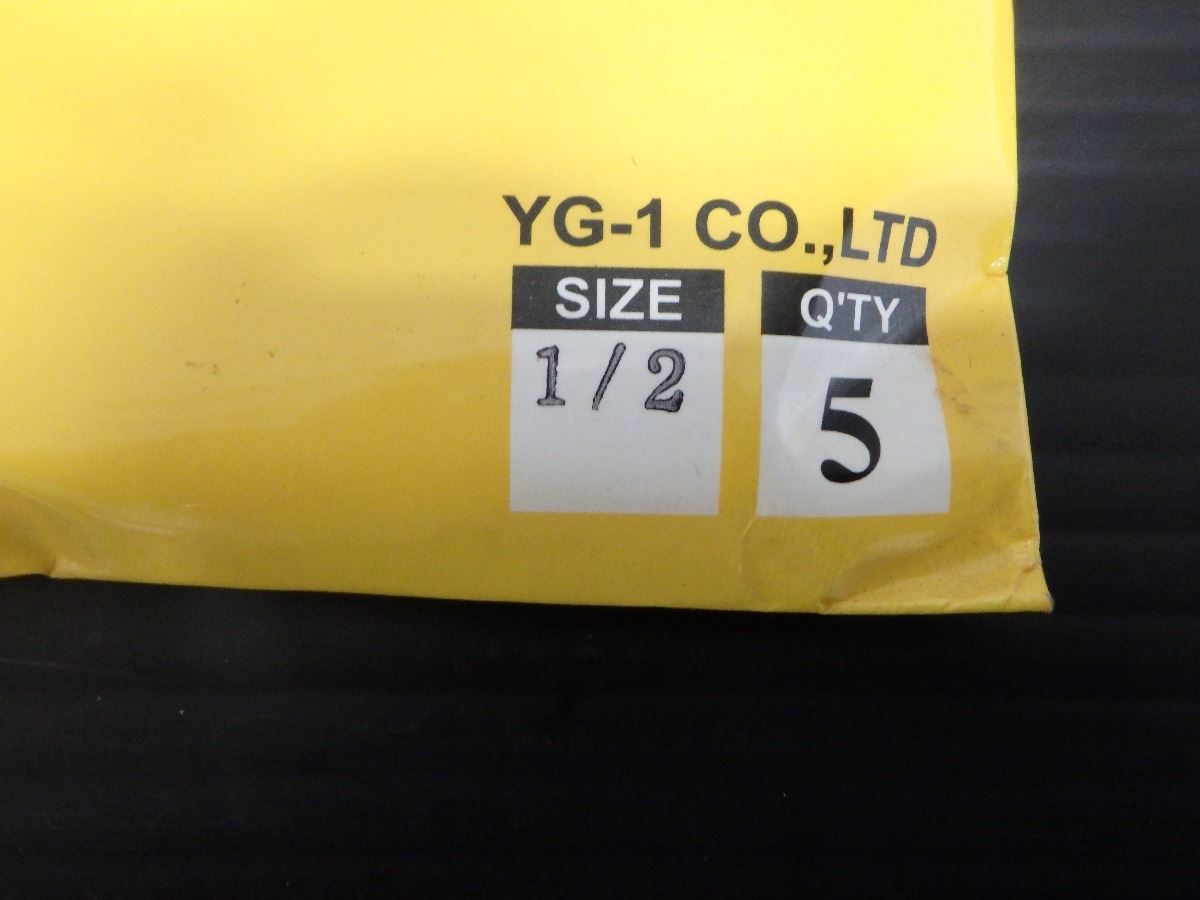 YG-1 CO.,LTD
SIZE Q'TY
1/2 5